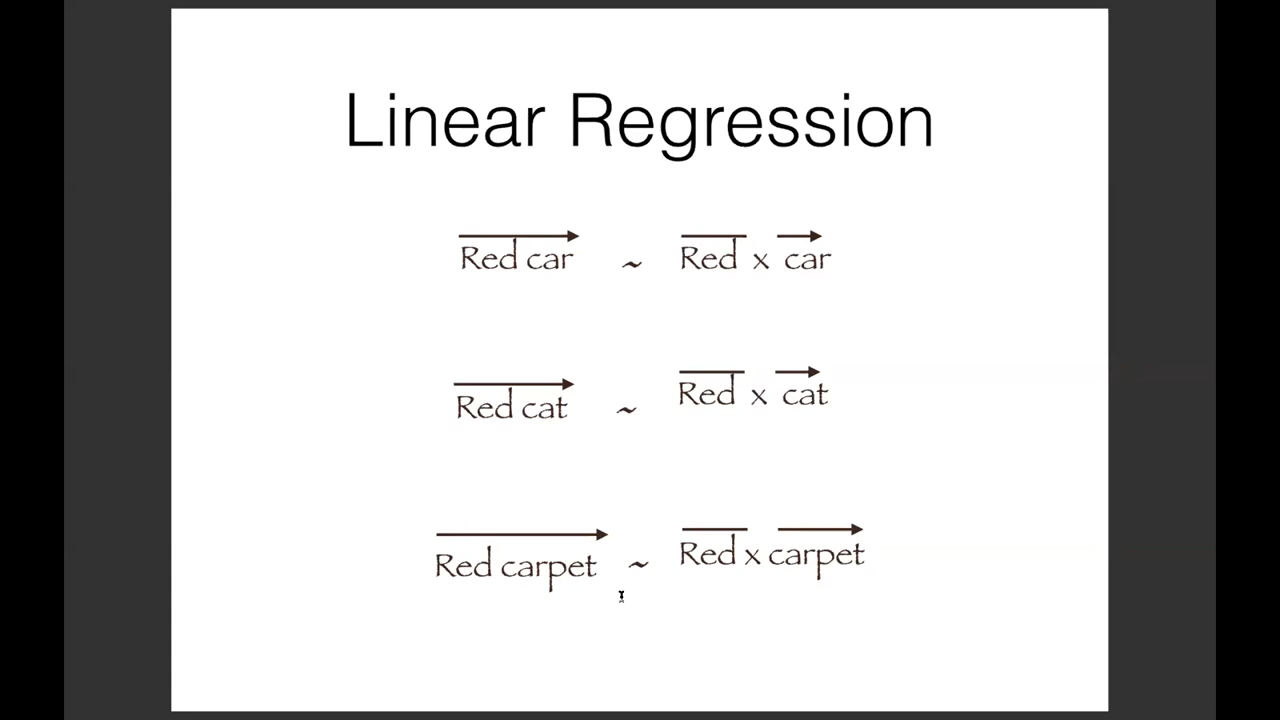 Linear Regression
Red car ~ Red x car
Red cat ~ Red x cat
Red carpet ~ Red x carpet